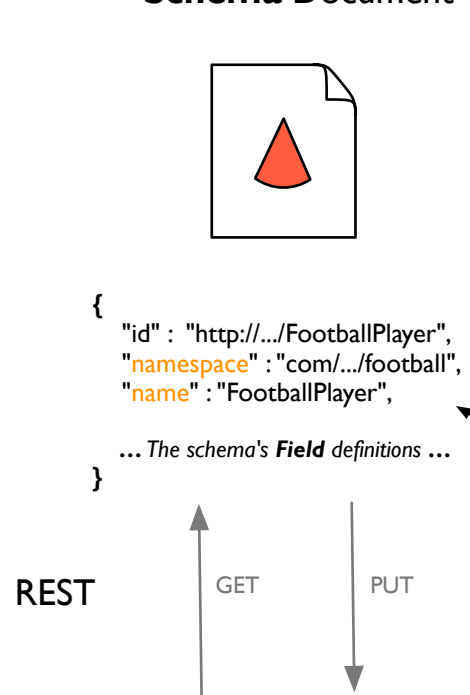 Schema Document
{
"id" : "http://.../FootballPlayer",
"namespace" : "com/.../football",
"name" : "FootballPlayer",
... The schema's Field definitions ...
}
REST GET PUT